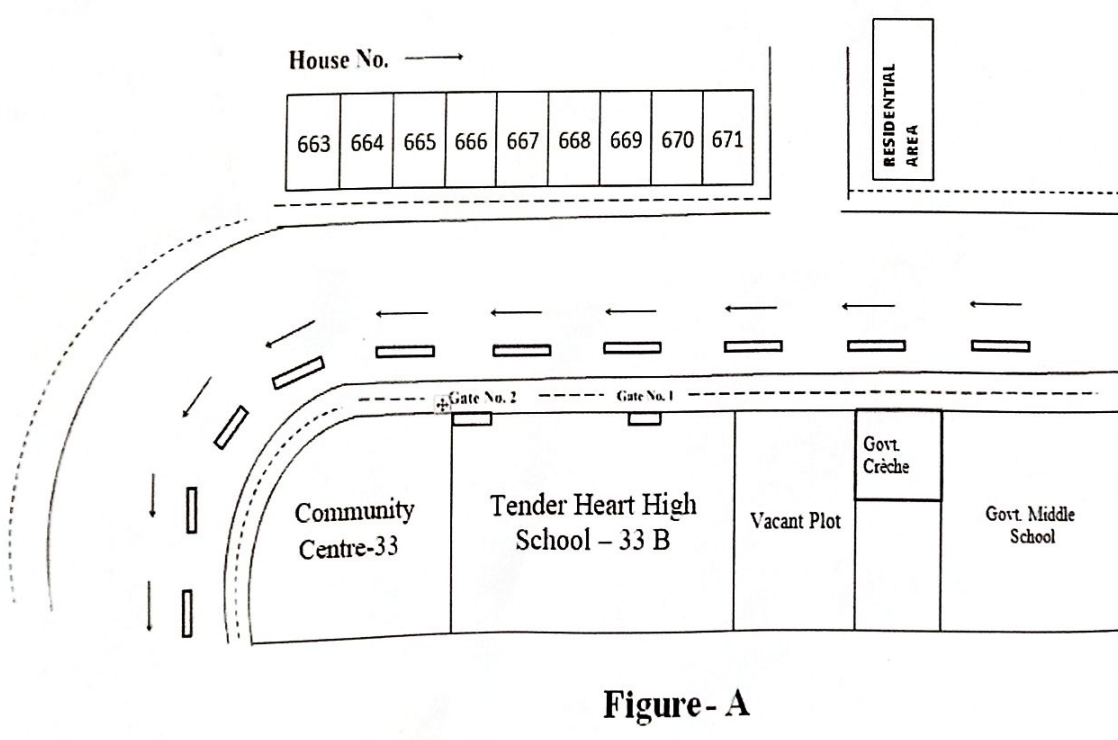 House No.
663 664 665 666 667 668 669 670 671
RESIDENTIAL
AREA
Gate No. 2
Gate No. 1
Community
Centre-33
Tender Heart High
School – 33 B
Vacant Plot
Govt.
Crèche
Govt. Middle
School
Figure- A